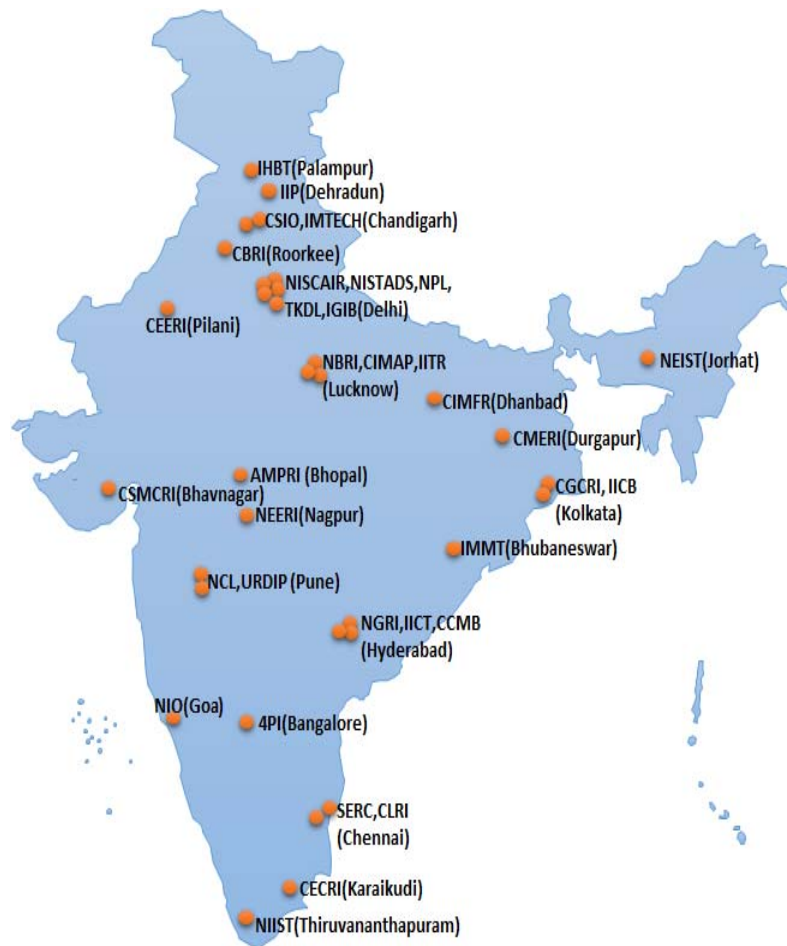 IHBT(Palampur)
IIP(Dehradun)
CSIO,IMTECH(Chandigarh)
CBRI(Roorkee)
NISCAIR,NISTADS,NPL,
TKDL,IGIB(Delhi)
CEERI(Pilani)
NBRI,CIMAP,IITR
(Lucknow)
NEIST(Jorhat)
CIMFR(Dhanbad)
CMERI(Durgapur)
AMPRI (Bhopal)
CSMCRI(Bhavnagar)
CGCRI, IICB
(Kolkata)
NEERI(Nagpur)
IMMT(Bhubaneswar)
NCL,URDIP (Pune)
NGRI,IICT,CCMB
(Hyderabad)
NIO(Goa)
4PI(Bangalore)
SERC,CLRI
(Chennai)
CECRI(Karaikudi)
NIIST(Thiruvananthapuram)